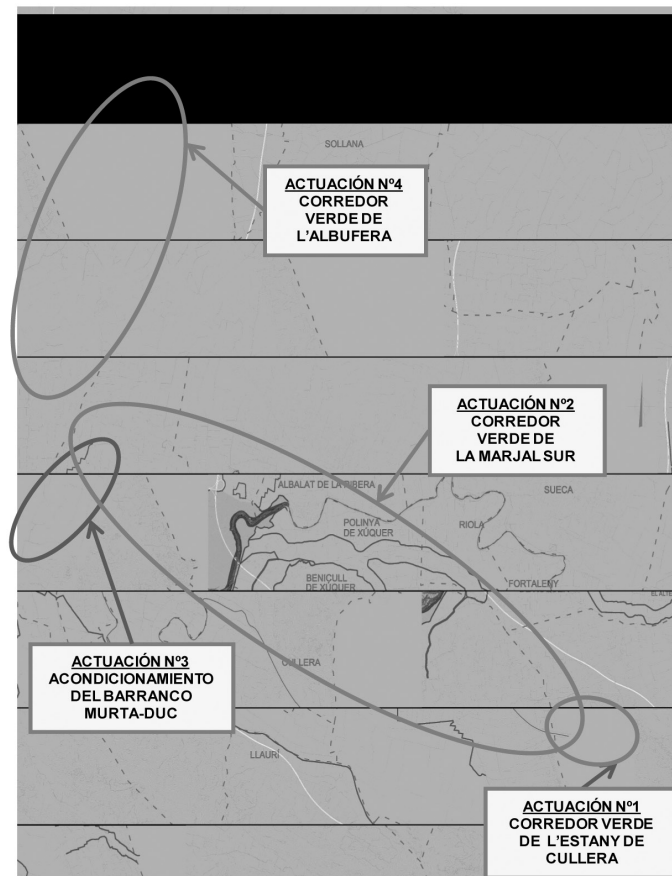 SOLLANA
ACTUACIÓN Nº4
CORREDOR
VERDE DE
L'ALBUFERA
ACTUACIÓN Nº2
CORREDOR
VERDE DE
LA MARJAL SUR
ALBALAT DE LA RIBERA
SUECA
POLINYA
DE XÚQUER
RIOLA
BENICULL
DE XÚQUER
FORTALENY
CULLERA
ACTUACIÓN Nº3
ACONDICIONAMIENTO
DEL BARRANCO
MURTA-DUC
LLAURÍ
ACTUACIÓN Nº1
CORREDOR VERDE
DE L'ESTANY DE
CULLERA